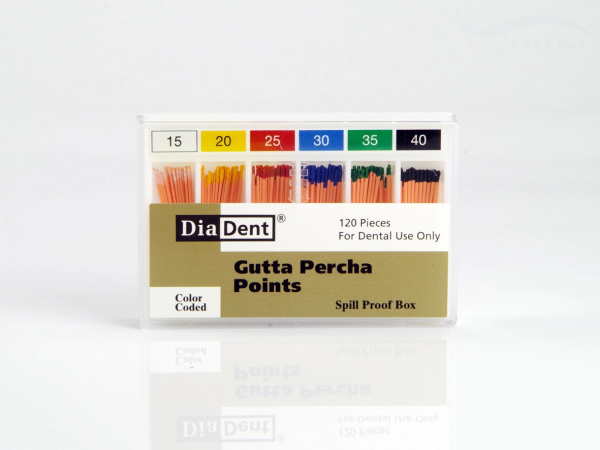 15 20 25 30 35 40
DiaDent®
120 Pieces
For Dental Use Only
Gutta Percha
Points
Color
Coded
Spill Proof Box